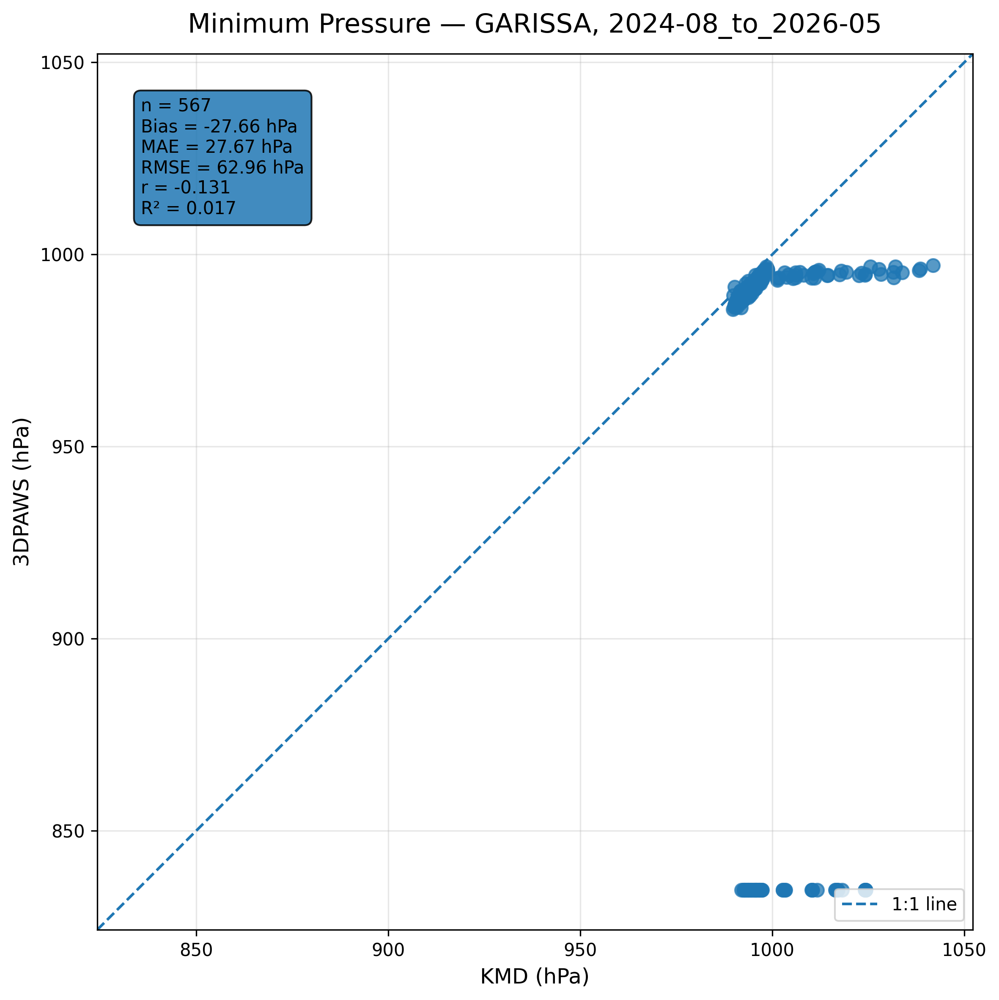 Minimum Pressure — GARISSA, 2024-08_to_2026-05
1050
1000
950
900
850
3DPAWS (hPa)
n = 567
Bias = -27.66 hPa
MAE = 27.67 hPa
RMSE = 62.96 hPa
r = -0.131
R² = 0.017
1:1 line
850
900
950
1000
1050
KMD (hPa)